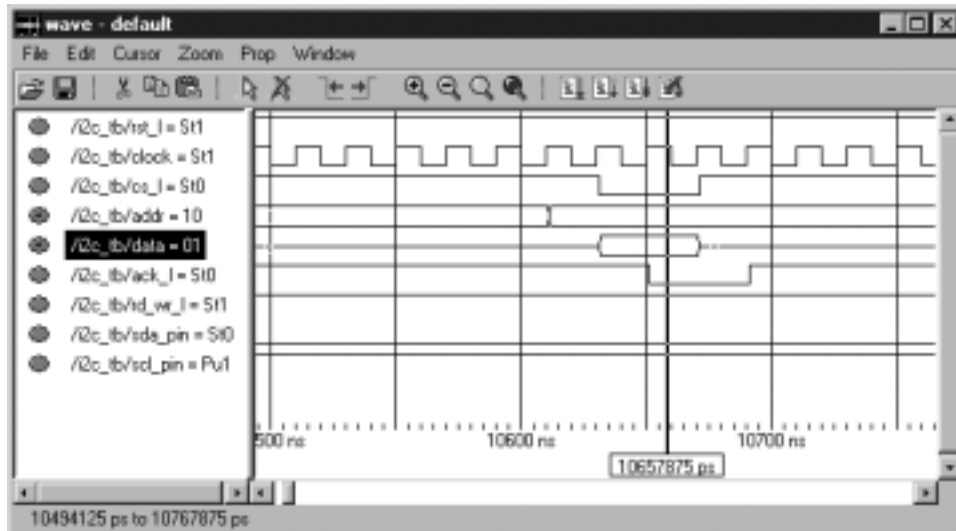 wave - default
File Edit Cursor Zoom Prop Window
/i2c_tb/rst_l = St1
/i2c_tb/clock = St1
/i2c_tb/cs_l = St0
/i2c_tb/addr = 10
/i2c_tb/data = 01
/i2c_tb/ack_l = St0
/i2c_tb/rd_wr_l = St1
/i2c_tb/sda_pin = St0
/i2c_tb/scl_pin = Pu1
500 ns 10600 ns 10700 ns
10657875 ps
10494125 ps to 10767875 ps